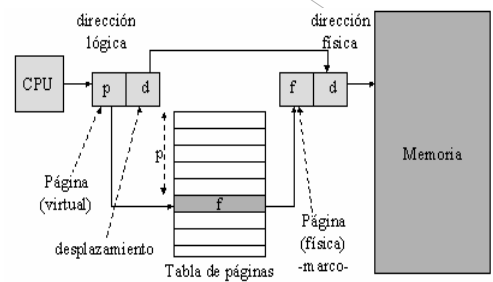 dirección
lógica
dirección
física
CPU
p
d
f
d
Memoria
p
f
Página
(virtual)
desplazamiento
Página
(física)
-marco-
Tabla de páginas